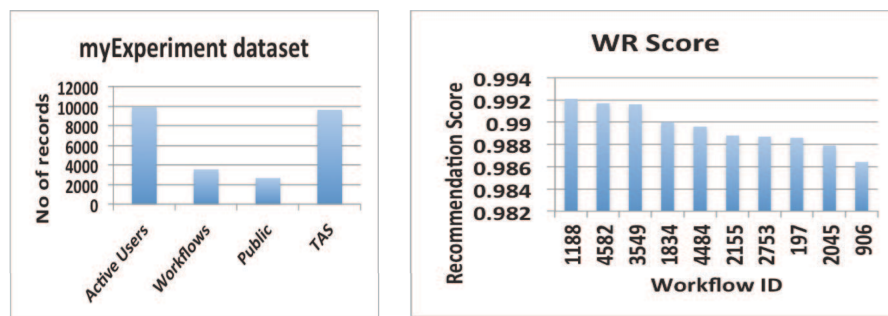 myExperiment dataset
No of records
12000
10000
8000
6000
4000
2000
0
Active Users
Workflows
Public
TAS
WR Score
Recommendation Score
0.994
0.992
0.99
0.988
0.986
0.984
0.982
1188
4582
3549
1834
4484
2155
2753
197
2045
906
Workflow ID